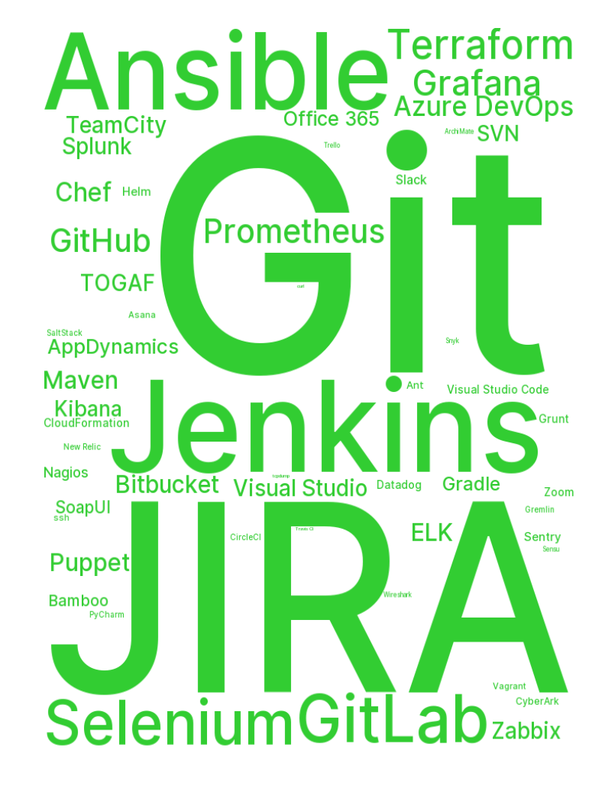 Ansible
Terraform
Grafana
Azure DevOps
Office 365
TeamCity
ArchiMate
SVN
Splunk
Trello
Git
Slack
Chef
Helm
Prometheus
GitHub
TOGAF
Asana
SaltStack
Snyk
AppDynamics
Maven
Ant
Visual Studio Code
Jenkins
Kibana
Grunt
CloudFormation
New Relic
Nagios
Bitbucket
Visual Studio
Datadog
Gradle
Zoom
SoapUI
ssh
Gremlin
JIRA
CircleCI
ELK
Sentry
Sensu
Puppet
Bamboo
Wireshark
PyCharm
Vagrant
CyberArk
Selenium
GitLab
Zabbix